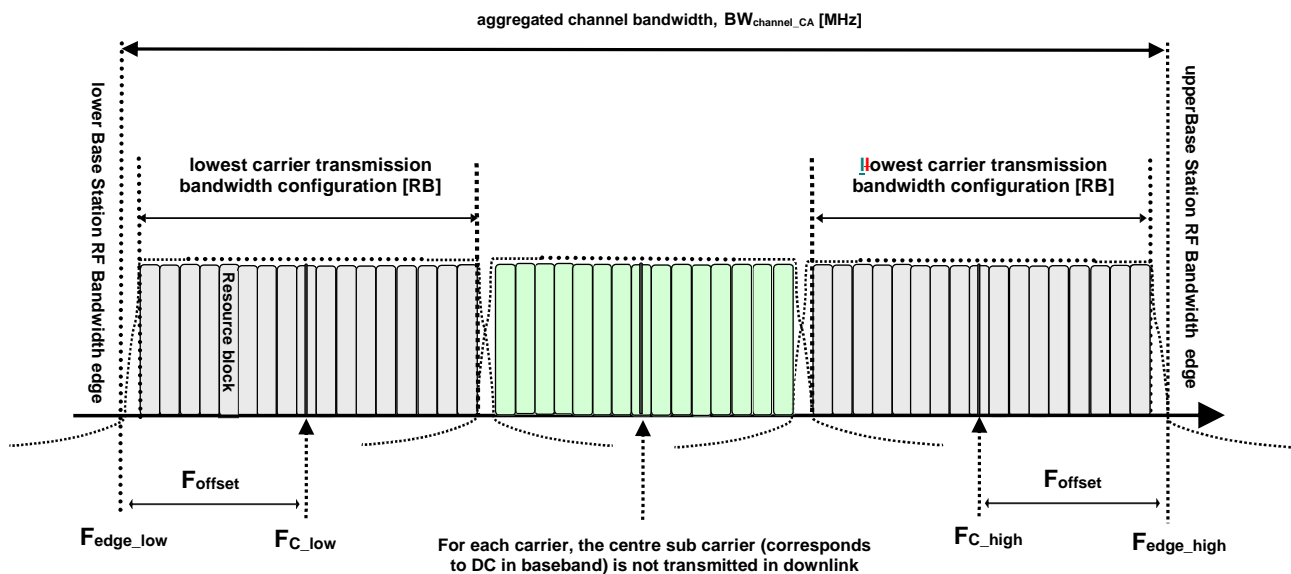 aggregated channel bandwidth, BWchannel_CA [MHz]
lower Base Station RF Bandwidth edge
lowest carrier transmission
bandwidth configuration [RB]
llowest carrier transmission
bandwidth configuration [RB]
upperBase Station RF Bandwidth edge
Resource block
Foffset
Foffset
Fedge_low
FC_low
FC_high
Fedge_high
For each carrier, the centre sub carrier (corresponds
to DC in baseband) is not transmitted in downlink